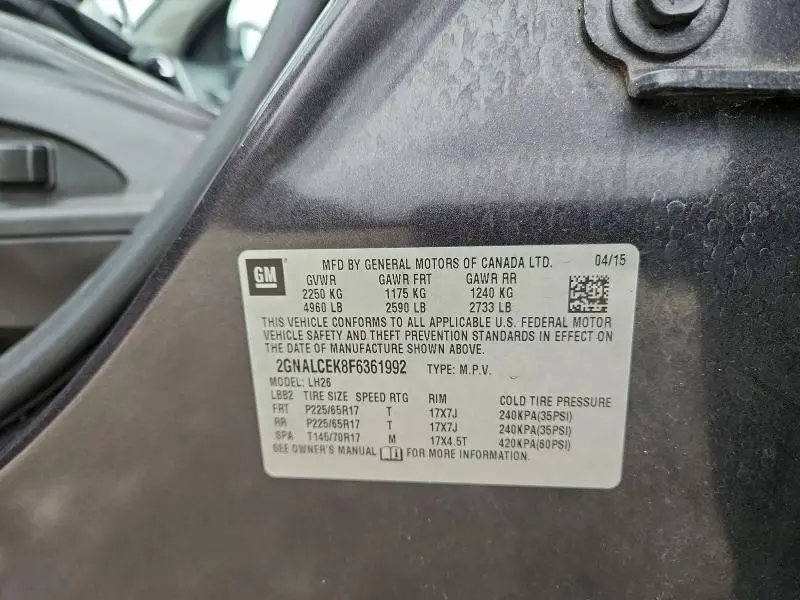 GM
MFD BY GENERAL MOTORS OF CANADA LTD. 04/15
GVWR GAWR FRT GAWR RR
2250 KG 1175 KG 1240 KG
4960 LB 2590 LB 2733 LB
THIS VEHICLE CONFORMS TO ALL APPLICABLE U.S. FEDERAL MOTOR
VEHICLE SAFETY AND THEFT PREVENTION STANDARDS IN EFFECT ON
THE DATE OF MANUFACTURE SHOWN ABOVE.
2GNALCEK8F6361992 TYPE: M.P.V.
MODEL: LH26
LBB2 TIRE SIZE SPEED RTG RIM COLD TIRE PRESSURE
FRT P225/65R17 T 17X7J 240KPA(35PSI)
RR P225/65R17 T 17X7J 240KPA(35PSI)
SPA T145/70R17 M 17X4.5T 420KPA(60PSI)
SEE OWNER'S MANUAL FOR MORE INFORMATION.